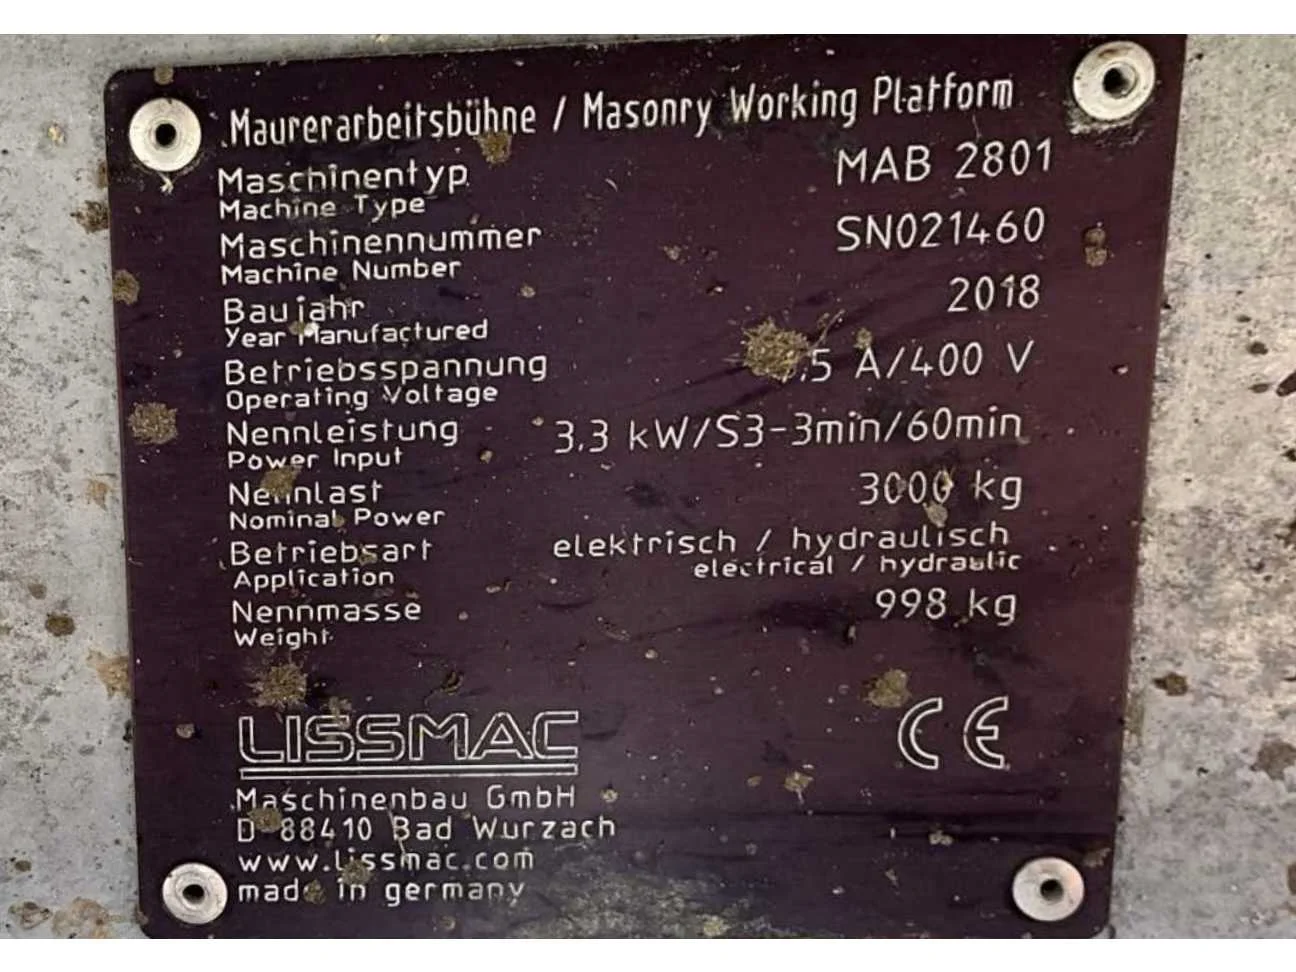 Maurerarbeitsbühne / Masonry Working Platform
Maschinentyp MAB 2801
Machine Type
Maschinennummer SN021460
Machine Number
Baujahr 2018
Year Manufactured
Betriebsspannung A/400 V
Operating Voltage
Nennleistung 3.3 kW/S3-3min/60min
Power Input
Nennlast 3000 kg
Nominal Power
Betriebsart elektrisch / hydraulisch
Application electrical / hydraulic
Nennmasse 998 kg
Weight
LISSMAC CE
Maschinenbau GmbH
D-88410 Bad Wurzach
www.lissmac.com
made in germany